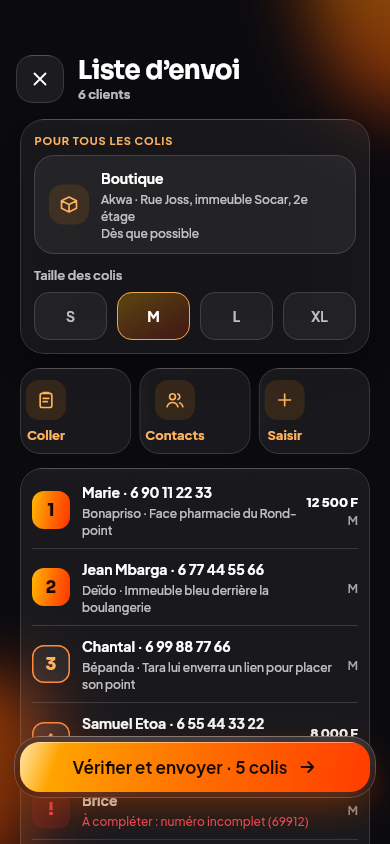 Liste d’envoi
6 clients
POUR TOUS LES COLIS
Boutique
Akwa · Rue Joss, immeuble Socar, 2e
étage
Dès que possible
Taille des colis
S
M
L
XL
Coller
Contacts
Saisir
1
Marie · 6 90 11 22 33
12 500 F
Bonapriso · Face pharmacie du Rond-
point
M
2
Jean Mbarga · 6 77 44 55 66
Deïdo · Immeuble bleu derrière la
boulangerie
M
3
Chantal · 6 99 88 77 66
Bépanda · Tara lui enverra un lien pour placer
son point
M
Samuel Etoa · 6 55 44 33 22
8 000 F
Vérifier et envoyer · 5 colis →
!
Brice
M
À compléter : numéro incomplet (69912)